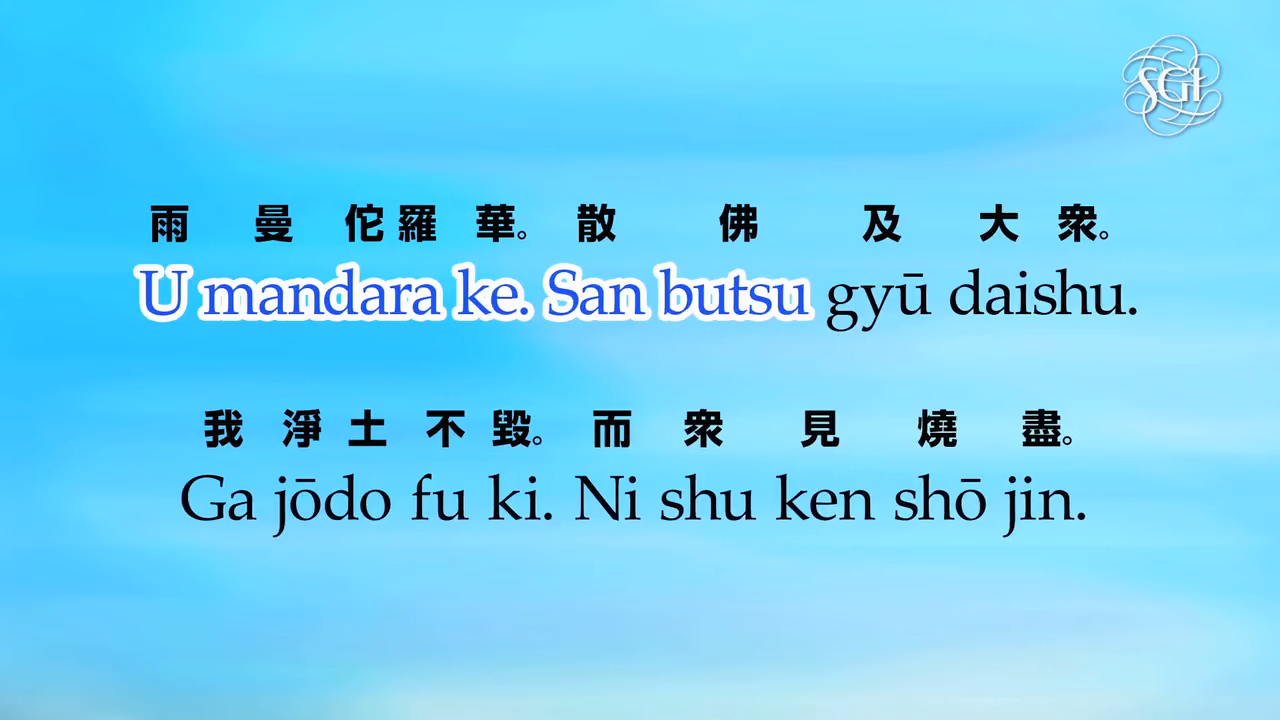 SGI
雨 曼 佗 羅 華。 散 佛 及 大 衆。
U mandara ke. San butsu gyū daishu.
我 淨 土 不 毀。 而 衆 見 燒 盡。
Ga jōdo fu ki. Ni shu ken shō jin.